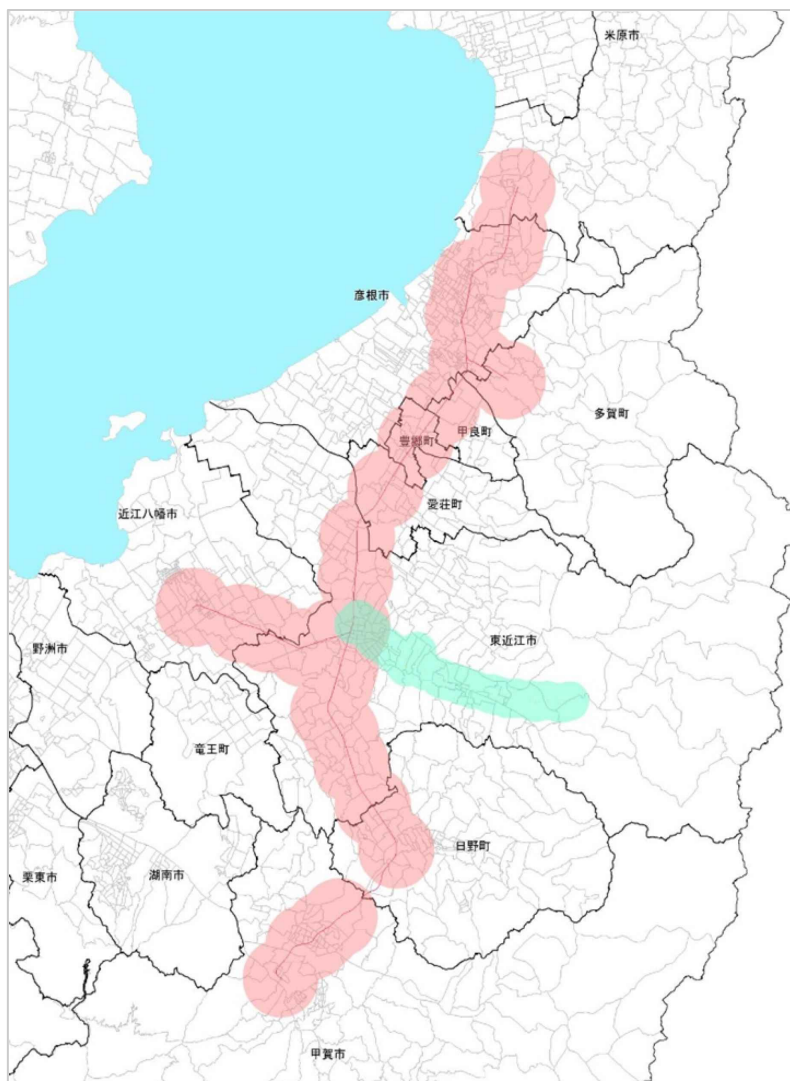 米原市
彦根市
多賀町
豊郷町
甲良町
愛荘町
近江八幡市
東近江市
野洲市
竜王町
日野町
湖南市
栗東市
甲賀市